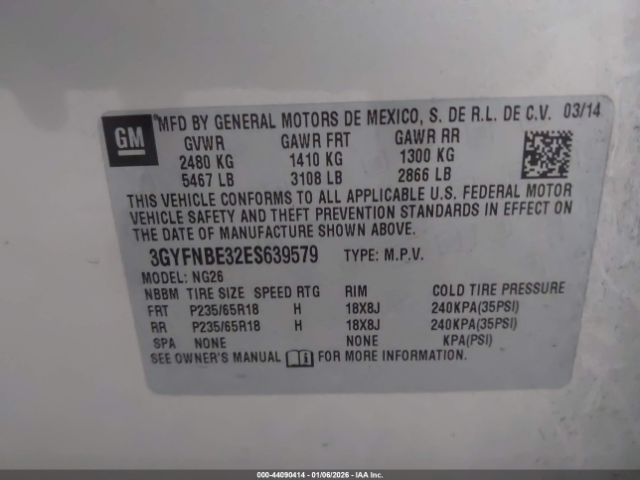 GM
MFD BY GENERAL MOTORS DE MEXICO, S. DE R.L. DE C.V. 03/14
GVWR GAWR FRT GAWR RR
2480 KG 1410 KG 1300 KG
5467 LB 3108 LB 2866 LB
THIS VEHICLE CONFORMS TO ALL APPLICABLE U.S. FEDERAL MOTOR
VEHICLE SAFETY AND THEFT PREVENTION STANDARDS IN EFFECT ON
THE DATE OF MANUFACTURE SHOWN ABOVE.
3GYFNBE32ES639579 TYPE: M.P.V.
MODEL: NG26
NBBM TIRE SIZE SPEED RTG RIM COLD TIRE PRESSURE
FRT P235/65R18 H 18X8J 240KPA(35PSI)
RR P235/65R18 H 18X8J 240KPA(35PSI)
SPA NONE NONE KPA(PSI)
SEE OWNER'S MANUAL FOR MORE INFORMATION.
000-44090414 - 01/06/2026 - IAA Inc.